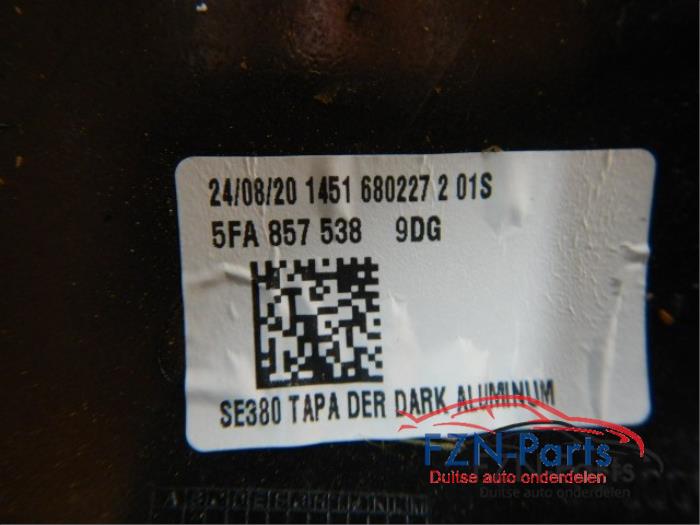 24/08/20 1451 680227 2 01S
5FA 857 538 9DG
SE380 TAPA DER DARK ALUMINUM
FZN-Parts
Duitse auto onderdelen